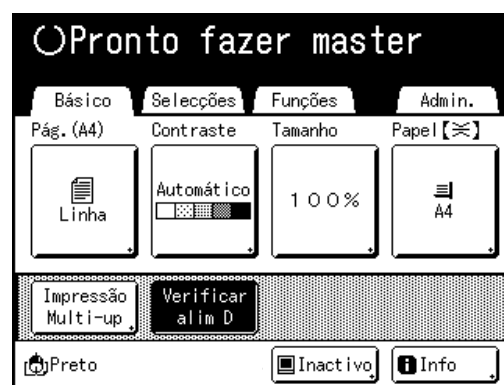 Pronto fazer master
Básico Selecções Funções Admin.
Pág.(A4) Contraste Tamanho Papel【※】
Linha Automático 100% A4
Impressão Verificar
Multi-up alim D
Preto Inactivo Info